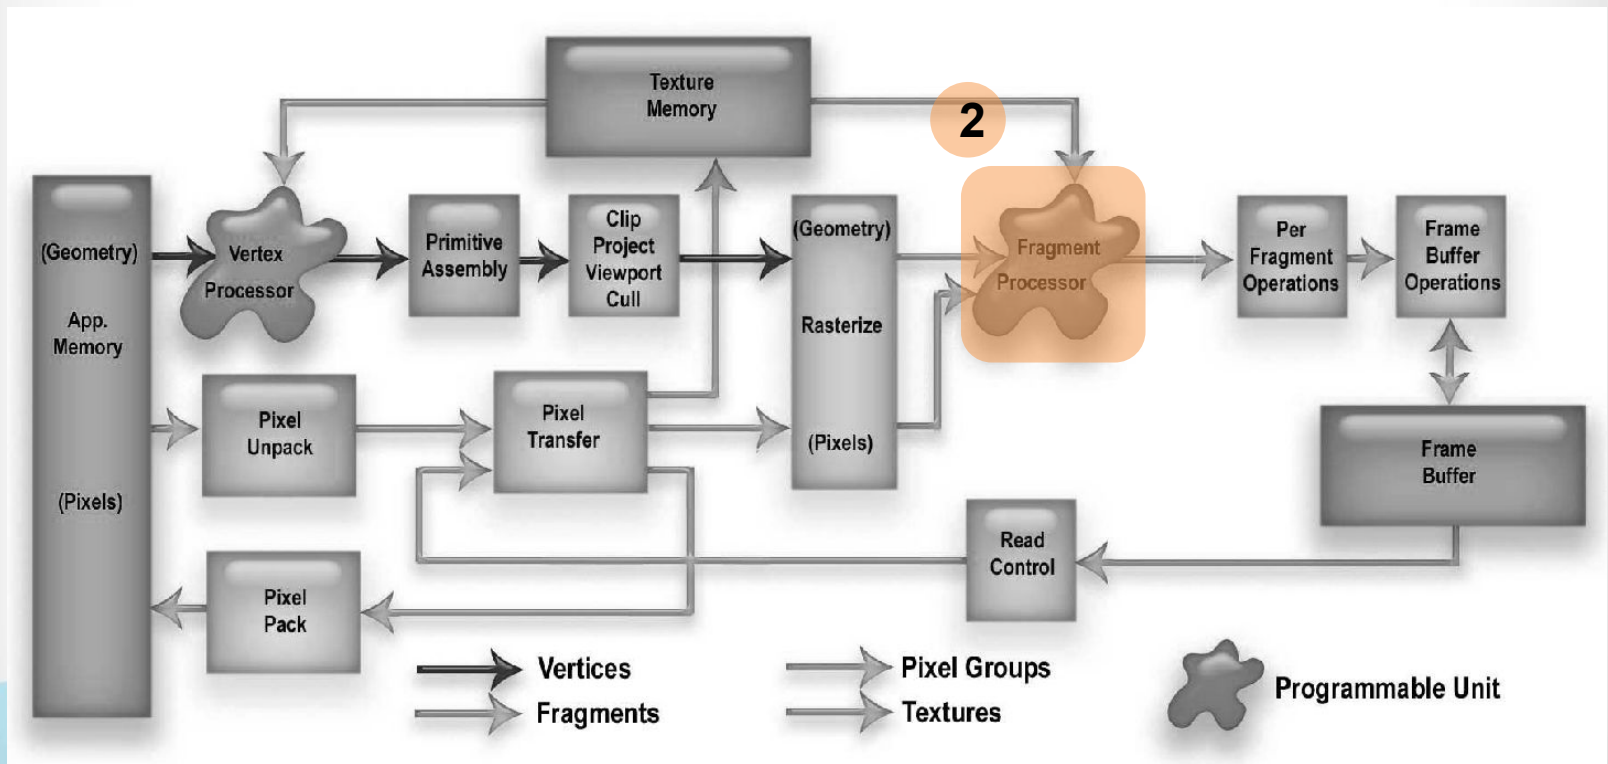 Texture
Memory
2
(Geometry)
App.
Memory
(Pixels)
Vertex
Processor
Primitive
Assembly
Clip
Project
Viewport
Cull
(Geometry)
Rasterize
(Pixels)
Fragment
Processor
Per
Fragment
Operations
Frame
Buffer
Operations
Pixel
Unpack
Pixel
Transfer
Frame
Buffer
Read
Control
Pixel
Pack
Vertices
Fragments
Pixel Groups
Textures
Programmable Unit